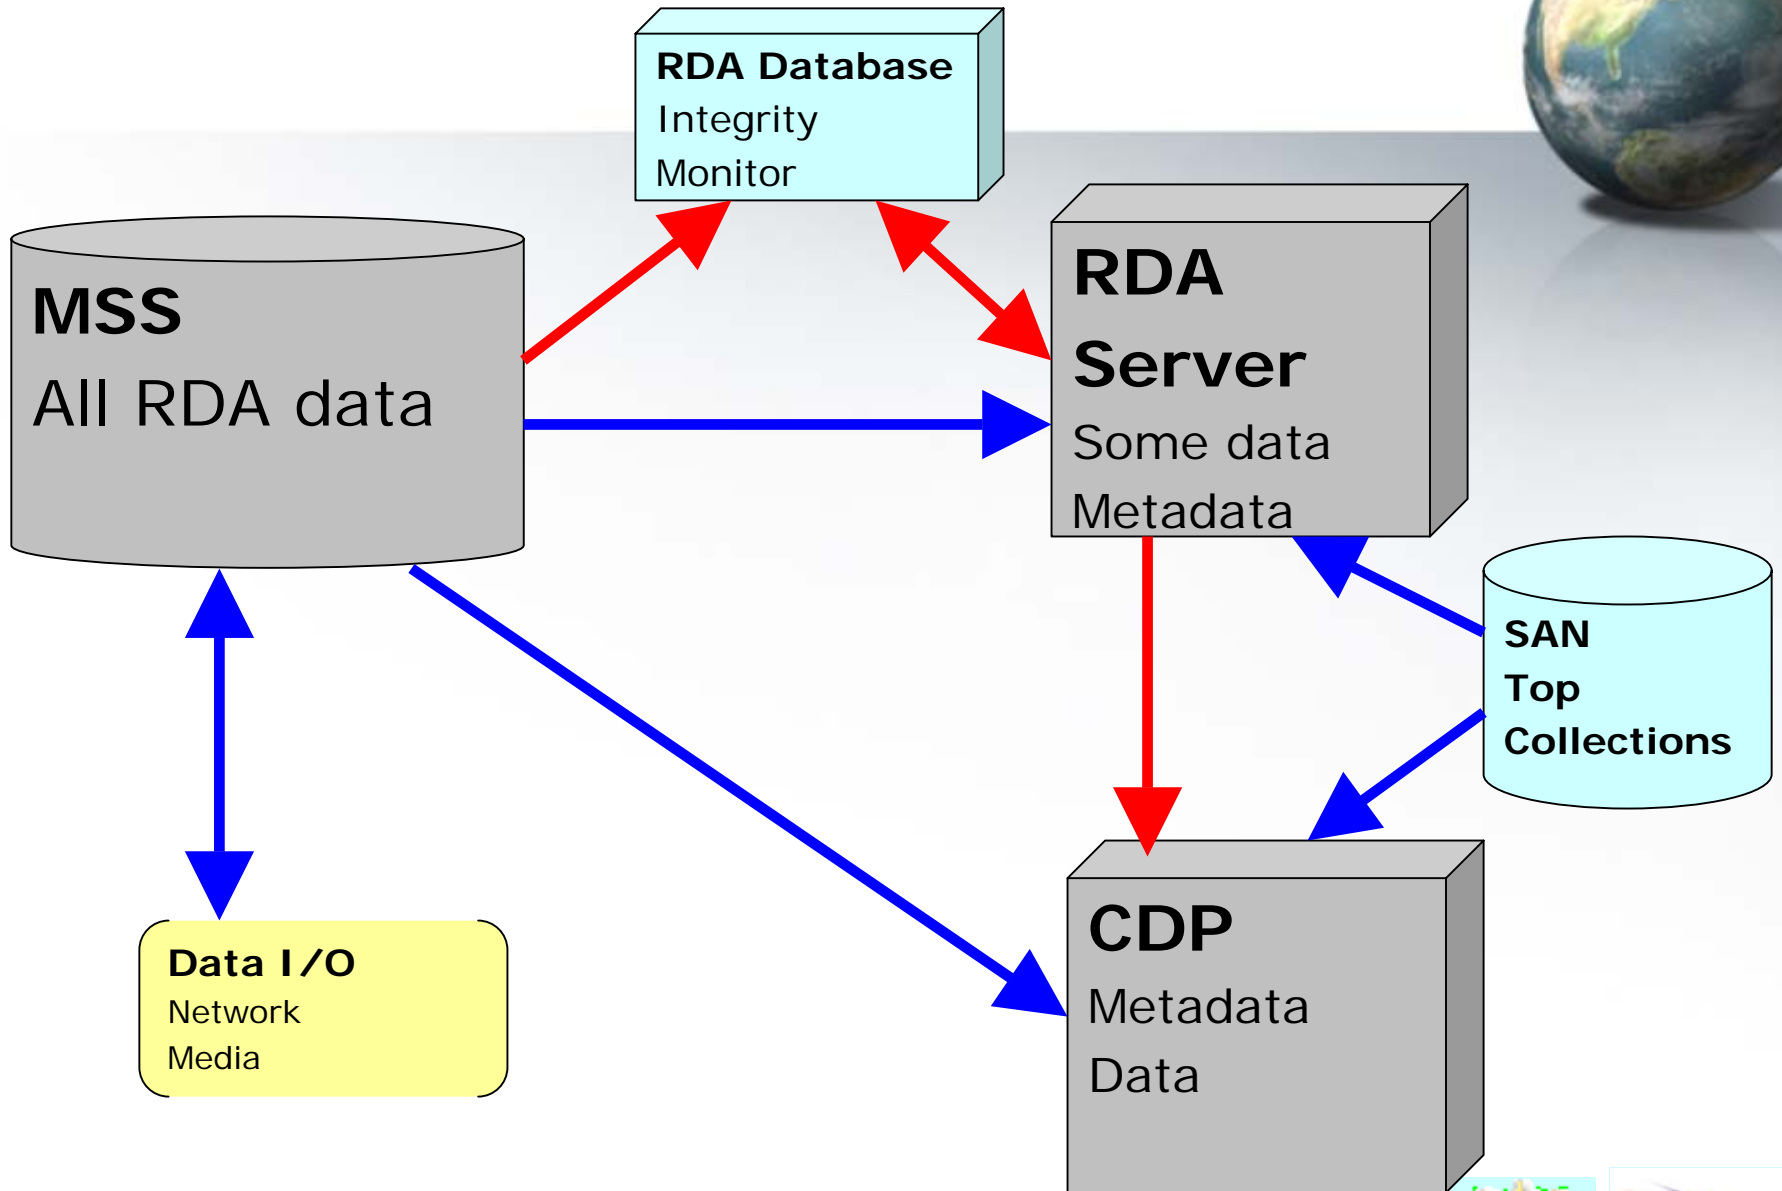 RDA Database
Integrity
Monitor
MSS
All RDA data
RDA
Server
Some data
Metadata
SAN
Top
Collections
Data I/O
Network
Media
CDP
Metadata
Data